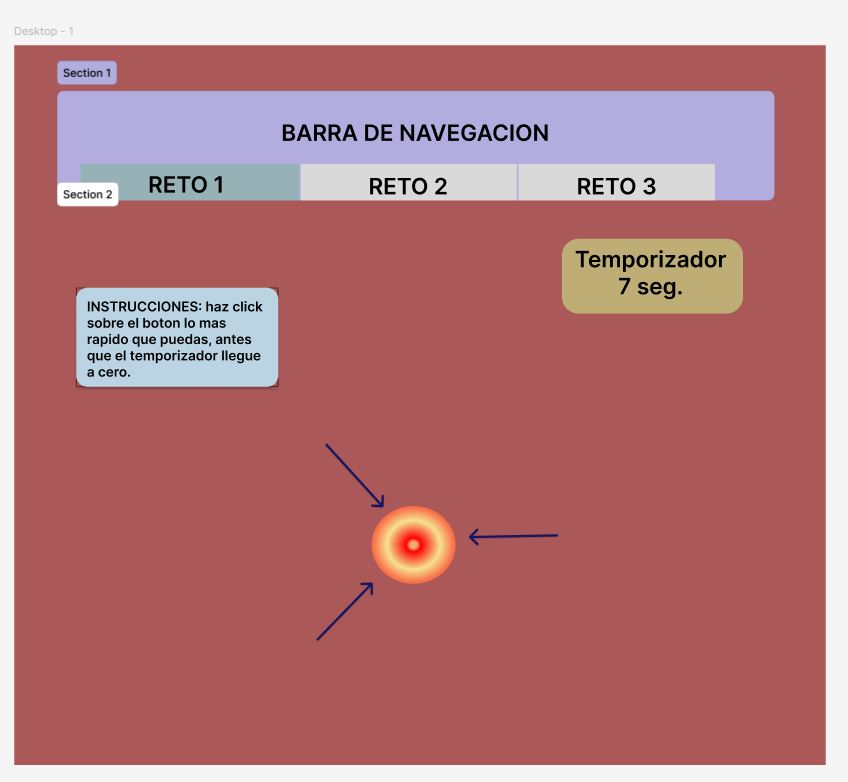 Desktop - 1
Section 1
BARRA DE NAVEGACION
RETO 1
RETO 2
RETO 3
Section 2
Temporizador
7 seg.
INSTRUCCIONES: haz click
sobre el boton lo mas
rapido que puedas, antes
que el temporizador llegue
a cero.